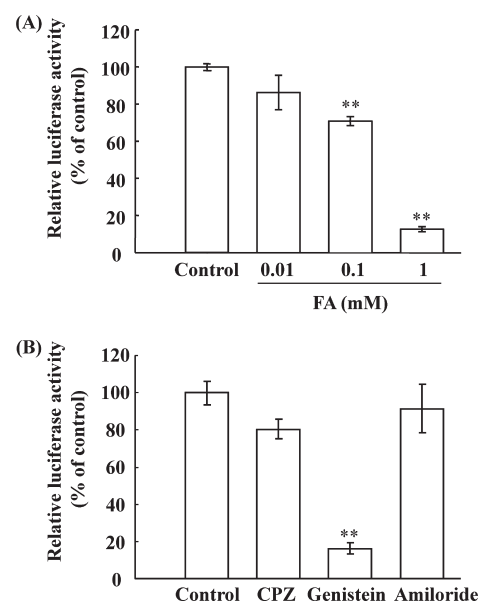 (A)
Relative luciferase activity
(% of control)
120
100
80
60
40
20
0
**
**
Control 0.01 0.1 1
FA (mM)
(B)
Relative luciferase activity
(% of control)
120
100
80
60
40
20
0
**
Control CPZ Genistein Amiloride